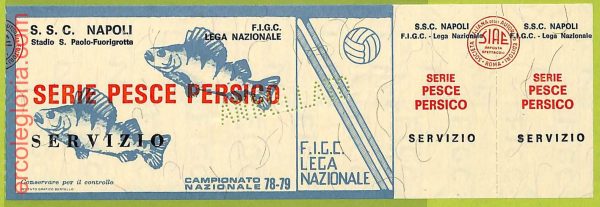 S. S. C. NAPOLI
Stadio S. Paolo-Fuorigrotta
F.I.G.C.
LEGA NAZIONALE
SERIE PESCE PERSICO
ANNULLATO
SERVIZIO
Conservare per il controllo
CAMPIONATO
NAZIONALE 78-79
F.I.G.C.
LEGA
NAZIONALE
S.S.C. NAPOLI
F.I.G.C. - Lega Nazionale
SERIE
PESCE
PERSICO
SERVIZIO
SIAE
S.S.C. NAPOLI
F.I.G.C. - Lega Nazionale
SERIE
PESCE
PERSICO
SERVIZIO
ercolegloria.com